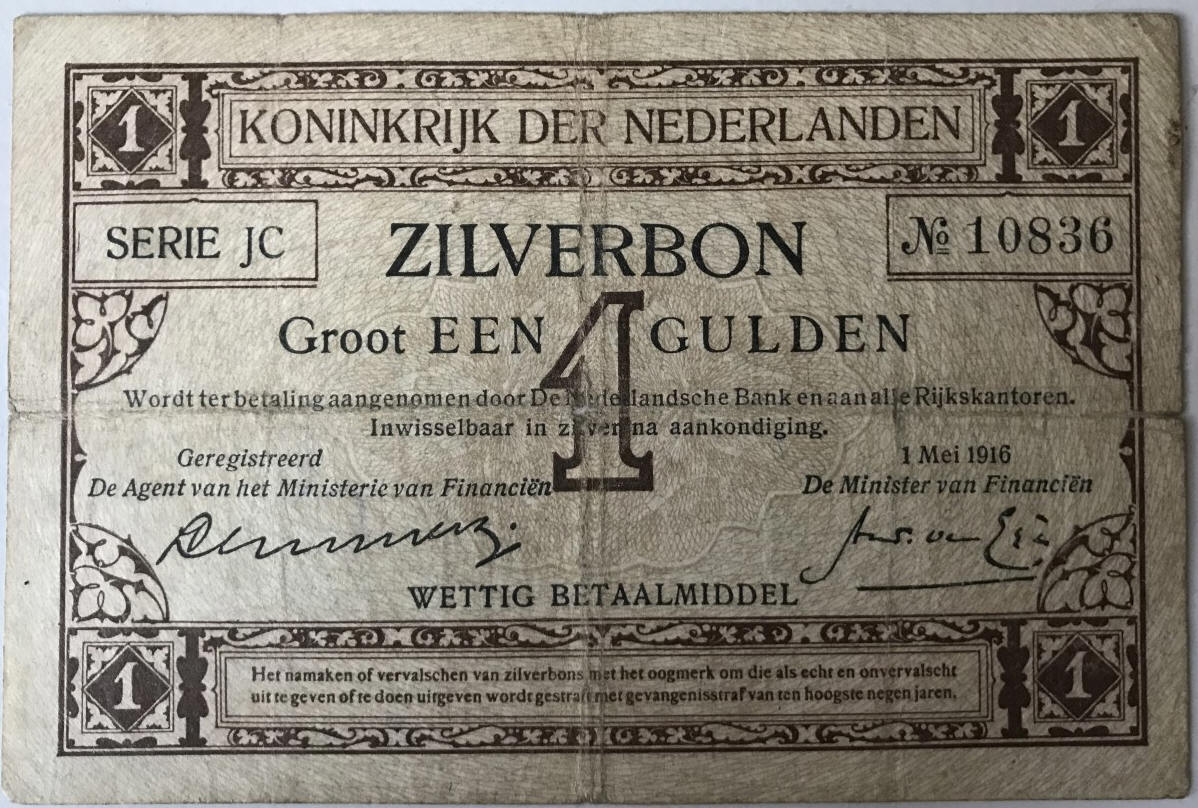 1 KONINKRIJK DER NEDERLANDEN 1
SERIE JC
ZILVERBON
№ 10836
Groot EEN 1 GULDEN
Wordt ter betaling aangenomen door De Nederlandsche Bank en aan alle Rijkskantoren.
Inwisselbaar in zilver na aankondiging.
Geregistreerd
De Agent van het Ministerie van Financiën
1 Mei 1916
De Minister van Financiën
WETTIG BETAALMIDDEL
1 1
Het namaken of vervalschen van zilverbons met het oogmerk om die als echt en onvervalscht
uit te geven of te doen uitgeven wordt gestraft met gevangenisstraf van ten hoogste negen jaren.